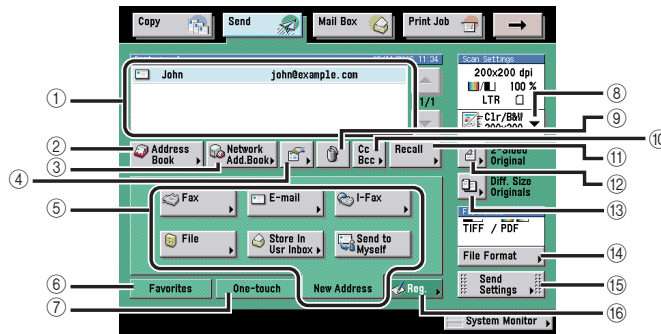 Copy Send Mail Box Print Job
11:34 Scan Settings
200x200 dpi
100 %
LTR
John john@example.com
1/1
Clr/B&W
① ② ③ ④ ⑤ ⑥ ⑦ ⑧ ⑨ ⑩ ⑪ ⑫ ⑬ ⑭ ⑮ ⑯
Address Book
Network Add.Book
Cc Bcc
Recall
2-Sided Original
Diff. Size Originals
Fax E-mail I-Fax
File Store In Usr Inbox Send to Myself
TIFF / PDF
File Format
Favorites One-touch New Address Reg.
Send Settings
System Monitor